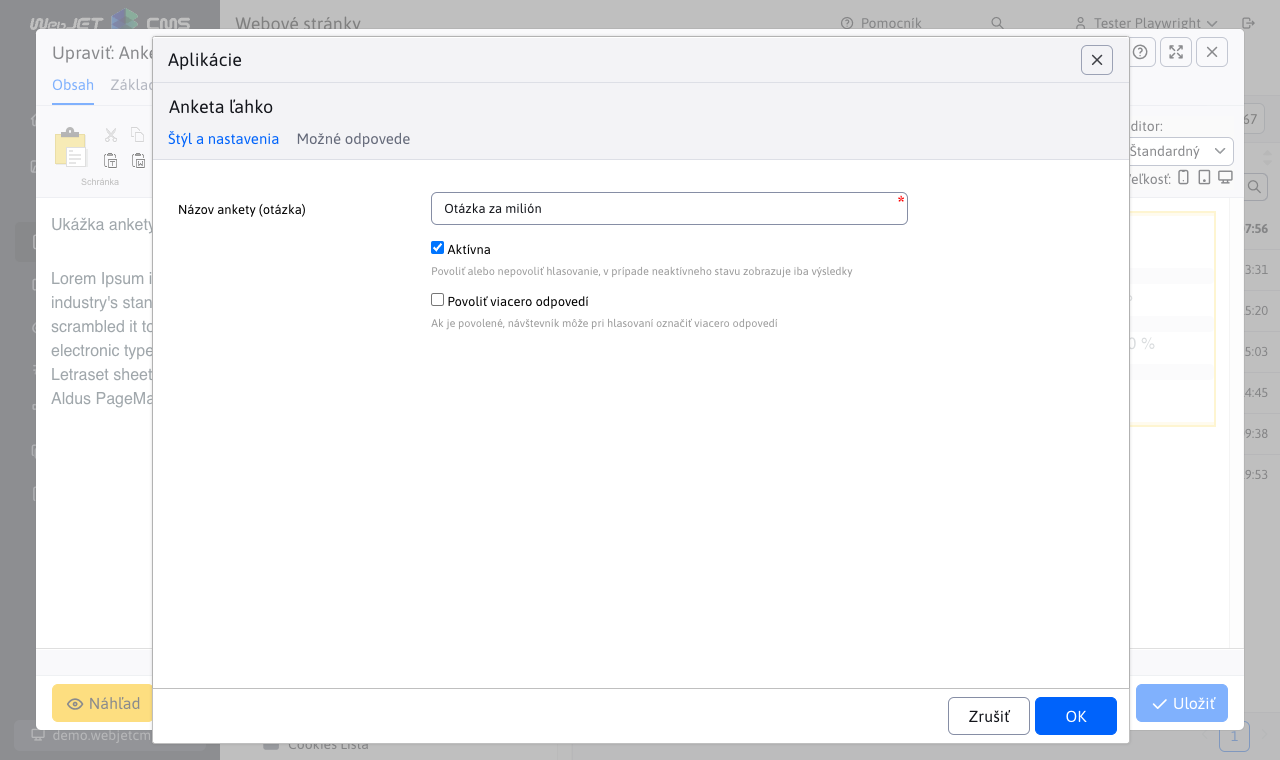 WebJET CMS
Webové stránky
Pomocník
Tester Playwright
Upraviť: Anke
Obsah
Základ
Schránka
Aplikácie
Anketa ľahko
Štýl a nastavenia
Možné odpovede
Názov ankety (otázka)
Otázka za milión
*
Aktívna
Povoliť alebo nepovoliť hlasovanie, v prípade neaktívneho stavu zobrazuje iba výsledky
Povoliť viacero odpovedí
Ak je povolené, návštevník môže pri hlasovaní označiť viacero odpovedí
Zrušiť
OK
ditor:
Štandardný
eľkosť:
67
Ukážka ankety
Lorem Ipsum i
industry's stan
scrambled it to
electronic type
Letraset sheet
Aldus PageMa
0 %
7:56
3:31
5:20
5:03
4:45
9:38
9:53
Náhľad
Uložiť
demo.webjetcm
Cookies Lišta
1